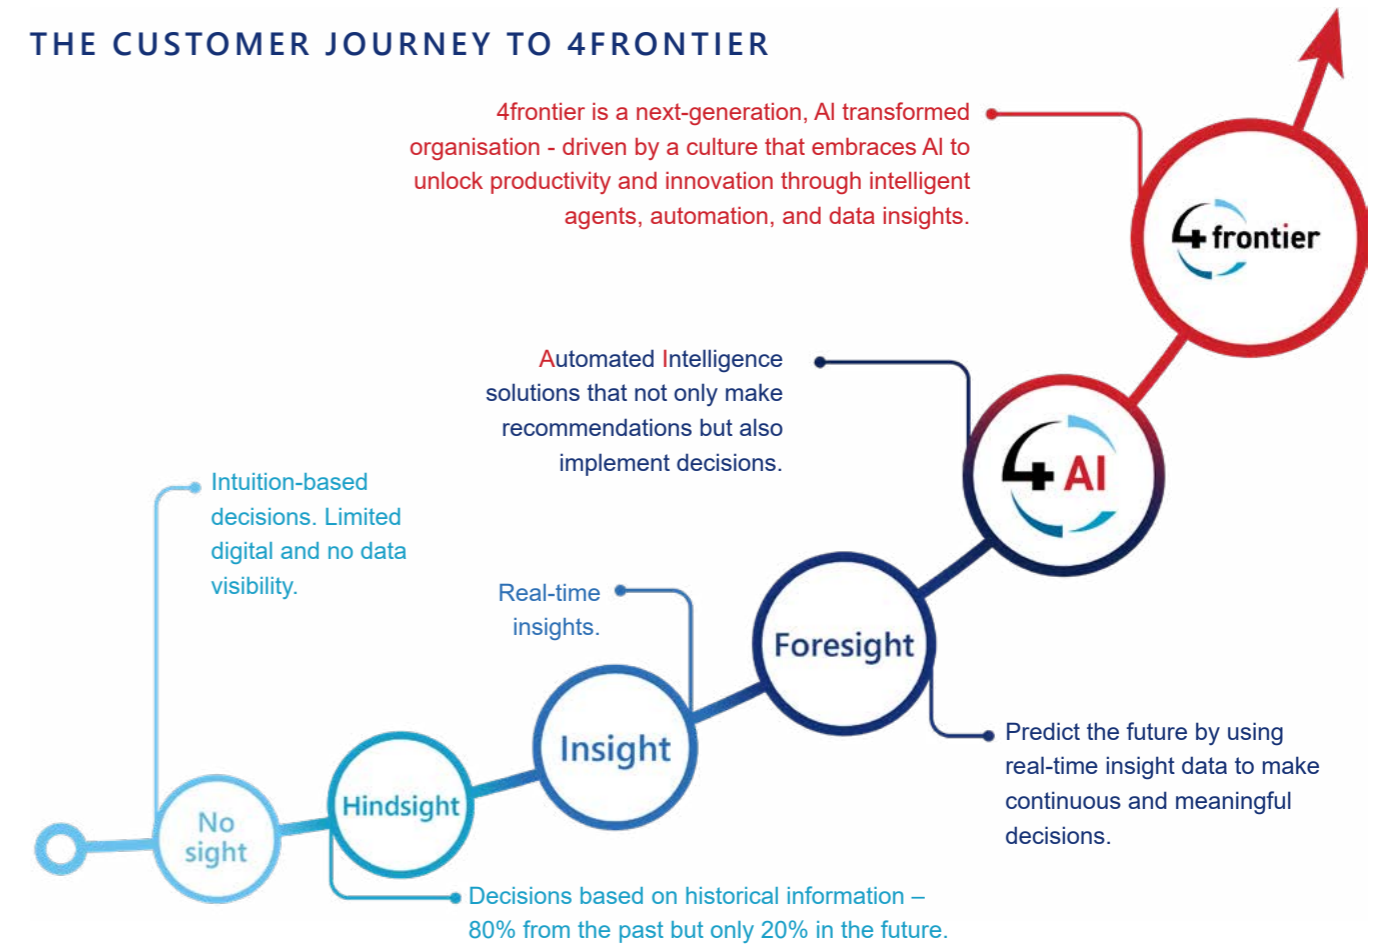 THE CUSTOMER JOURNEY TO 4FRONTIER
4frontier is a next-generation, AI transformed
organisation - driven by a culture that embraces AI to
unlock productivity and innovation through intelligent
agents, automation, and data insights.
4frontier
Automated Intelligence
solutions that not only make
recommendations but also
implement decisions.
4AI
Intuition-based
decisions. Limited
digital and no data
visibility.
Real-time
insights.
Foresight
Predict the future by using
real-time insight data to make
continuous and meaningful
decisions.
Insight
Hindsight
No
sight
Decisions based on historical information –
80% from the past but only 20% in the future.